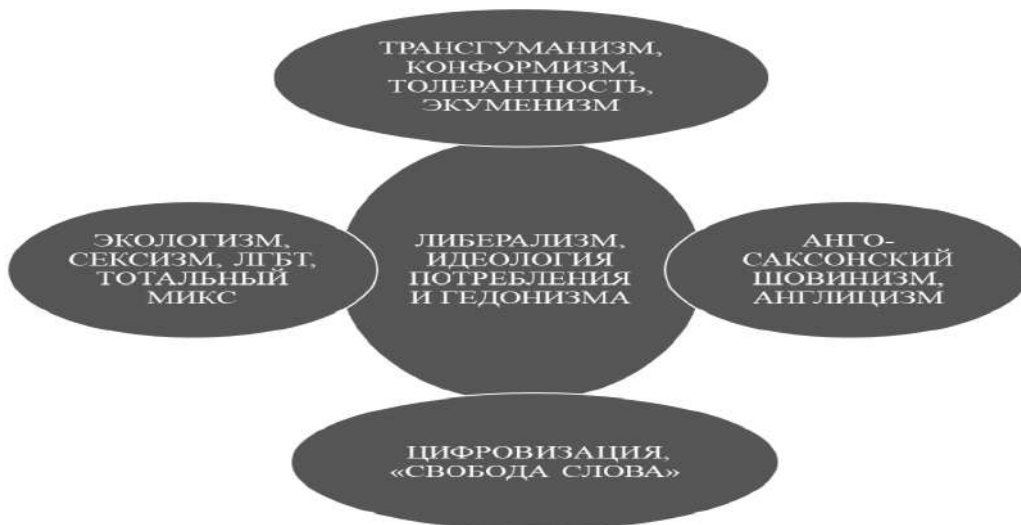 ТРАНСГУМАНИЗМ,
КОНФОРМИЗМ,
ТОЛЕРАНТНОСТЬ,
ЭКУМЕНИЗМ
ЭКОЛОГИЗМ,
СЕКСИЗМ, ЛГБТ,
ТОТАЛЬНЫЙ
МИКС
ЛИБЕРАЛИЗМ,
ИДЕОЛОГИЯ
ПОТРЕБЛЕНИЯ
И ГЕДОНИЗМА
АНГО-
САКСОНСКИЙ
ШОВИНИЗМ,
АНГЛИЦИЗМ
ЦИФРОВИЗАЦИЯ,
«СВОБОДА СЛОВА»